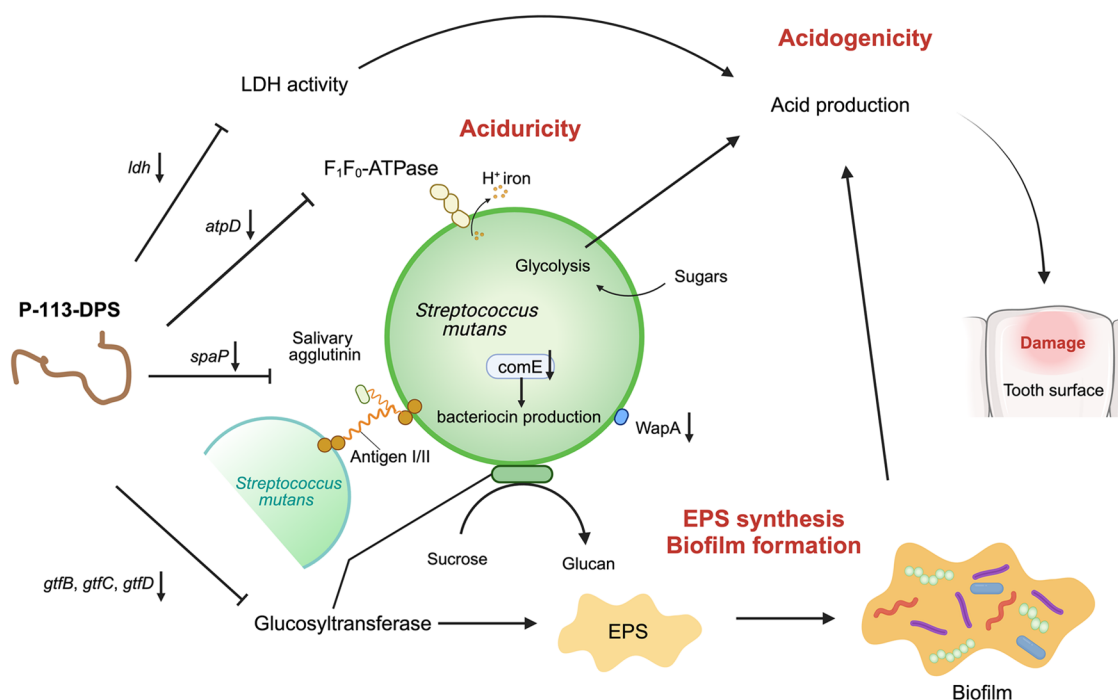 Acidogenicity
LDH activity
Acid production
Aciduricity
ldh
F₁F₀-ATPase
H⁺ iron
atpD
Glycolysis
Sugars
P-113-DPS
Streptococcus
mutans
Salivary
agglutinin
spaP
comE
bacteriocin production
WapA
Damage
Tooth surface
Antigen I/II
Streptococcus
mutans
EPS synthesis
Biofilm formation
Sucrose
Glucan
gtfB, gtfC, gtfD
Glucosyltransferase
EPS
Biofilm